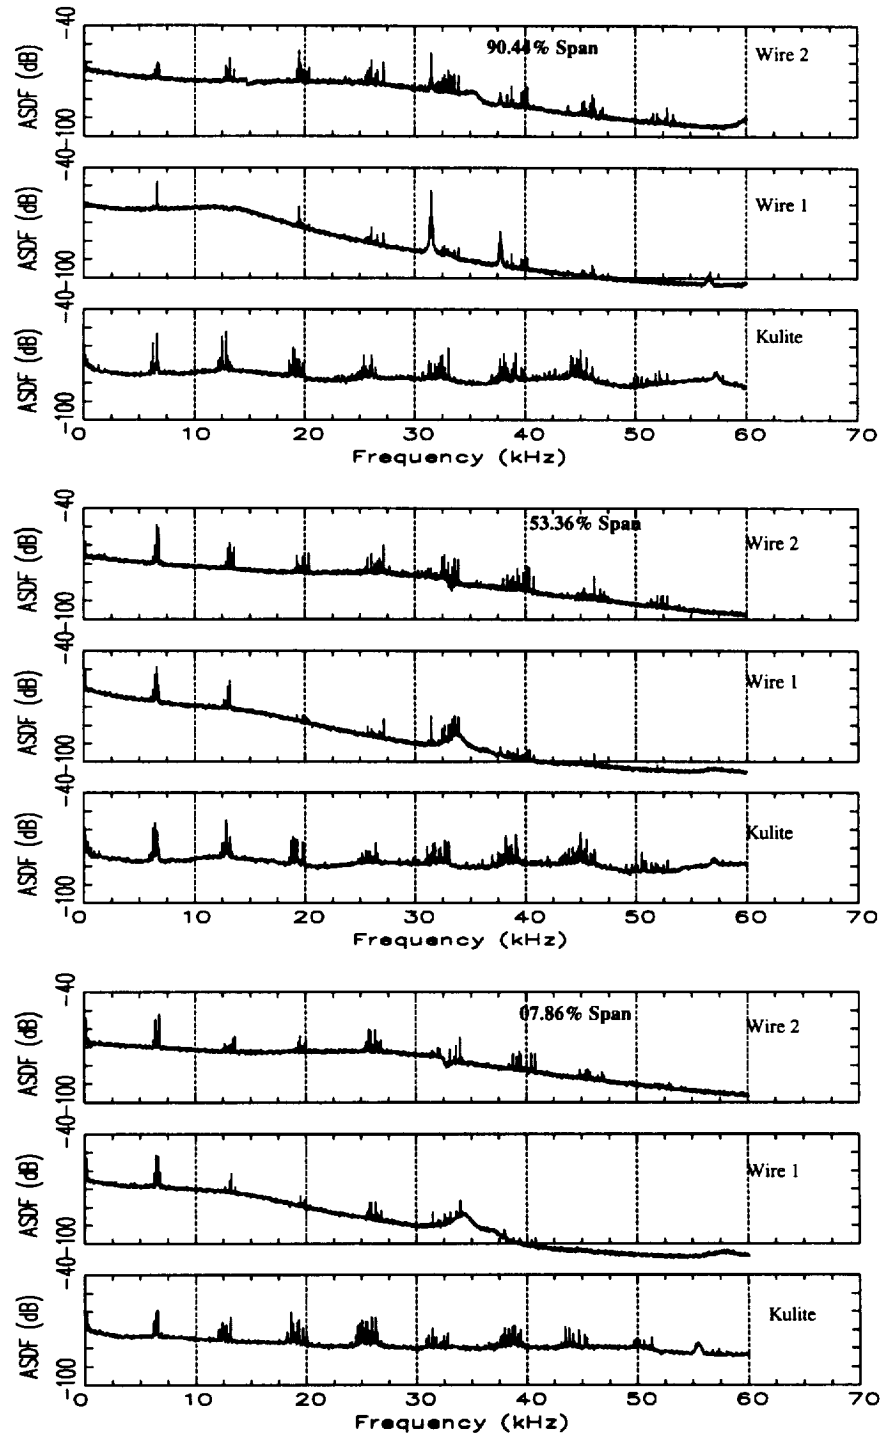 -40
90.44% Span
Wire 2
ASDF (dB)
-100
-40
Wire 1
ASDF (dB)
-100
-40
Kulite
ASDF (dB)
-100
0 10 20 30 40 50 60 70
Frequency (kHz)
-40
53.36% Span
Wire 2
ASDF (dB)
-100
-40
Wire 1
ASDF (dB)
-100
-40
Kulite
ASDF (dB)
-100
0 10 20 30 40 50 60 70
Frequency (kHz)
-40
07.86% Span
Wire 2
ASDF (dB)
-100
-40
Wire 1
ASDF (dB)
-100
-40
Kulite
ASDF (dB)
-100
0 10 20 30 40 50 60 70
Frequency (kHz)